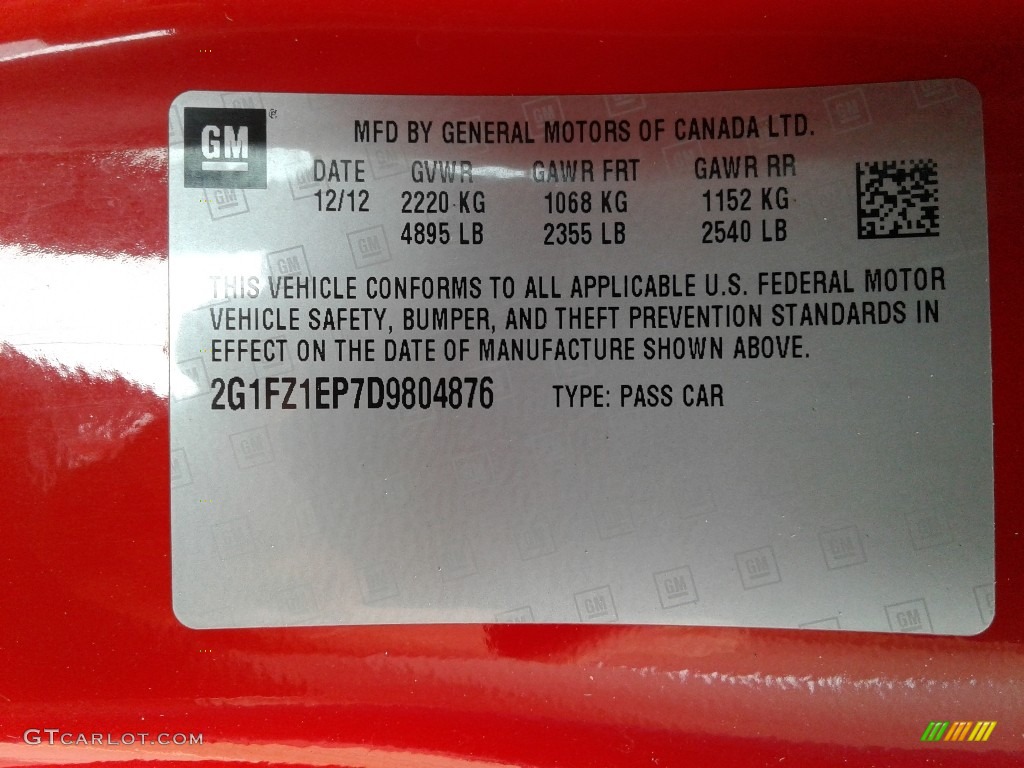 GM®
MFD BY GENERAL MOTORS OF CANADA LTD.
DATE GVWR GAWR FRT GAWR RR
12/12 2220 KG 1068 KG 1152 KG
4895 LB 2355 LB 2540 LB
THIS VEHICLE CONFORMS TO ALL APPLICABLE U.S. FEDERAL MOTOR
VEHICLE SAFETY, BUMPER, AND THEFT PREVENTION STANDARDS IN
EFFECT ON THE DATE OF MANUFACTURE SHOWN ABOVE.
2G1FZ1EP7D9804876 TYPE: PASS CAR
GTCARLOT.COM